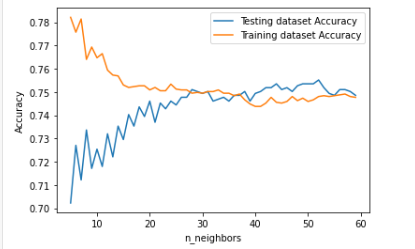 Testing dataset Accuracy
Training dataset Accuracy
0.78
0.77
0.76
0.75
0.74
0.73
0.72
0.71
0.70
Accuracy
10 20 30 40 50 60
n_neighbors